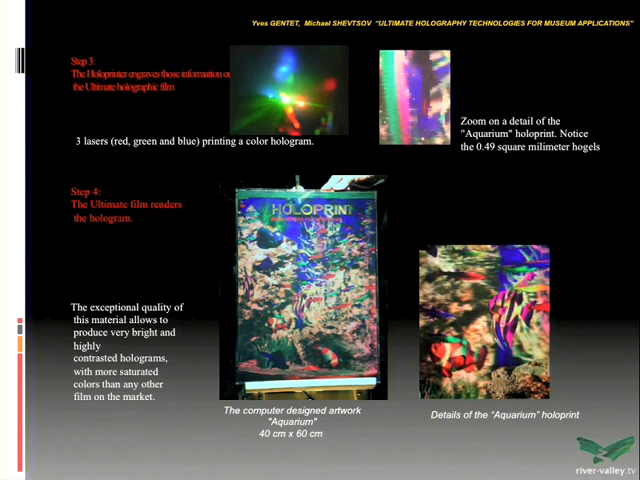 Yves GENTET, Michael SHEVTSOV "ULTIMATE HOLOGRAPHY TECHNOLOGIES FOR MUSEUM APPLICATIONS"
Step 3:
The Holoprinter engraves those information on
the Ultimate holographic film
3 lasers (red, green and blue) printing a color hologram.
Zoom on a detail of the
"Aquarium" holoprint. Notice
the 0.49 square milimeter hogels
Step 4:
The Ultimate film renders
the hologram.
HOLOPRINT
The exceptional quality of
this material allows to
produce very bright and
highly
contrasted holograms,
with more saturated
colors than any other
film on the market.
The computer designed artwork
"Aquarium"
40 cm x 60 cm
Details of the "Aquarium" holoprint
river-valley.tv